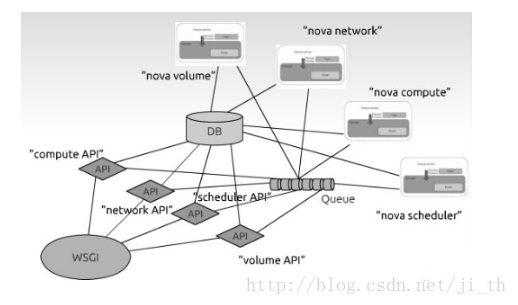 "nova network"
"nova volume"
"nova compute"
DB
"compute API"
API
API
"scheduler API"
"network API"
API
Queue
"nova scheduler"
API
WSGI
"volume API"
http://blog.csdn.net/ji_th